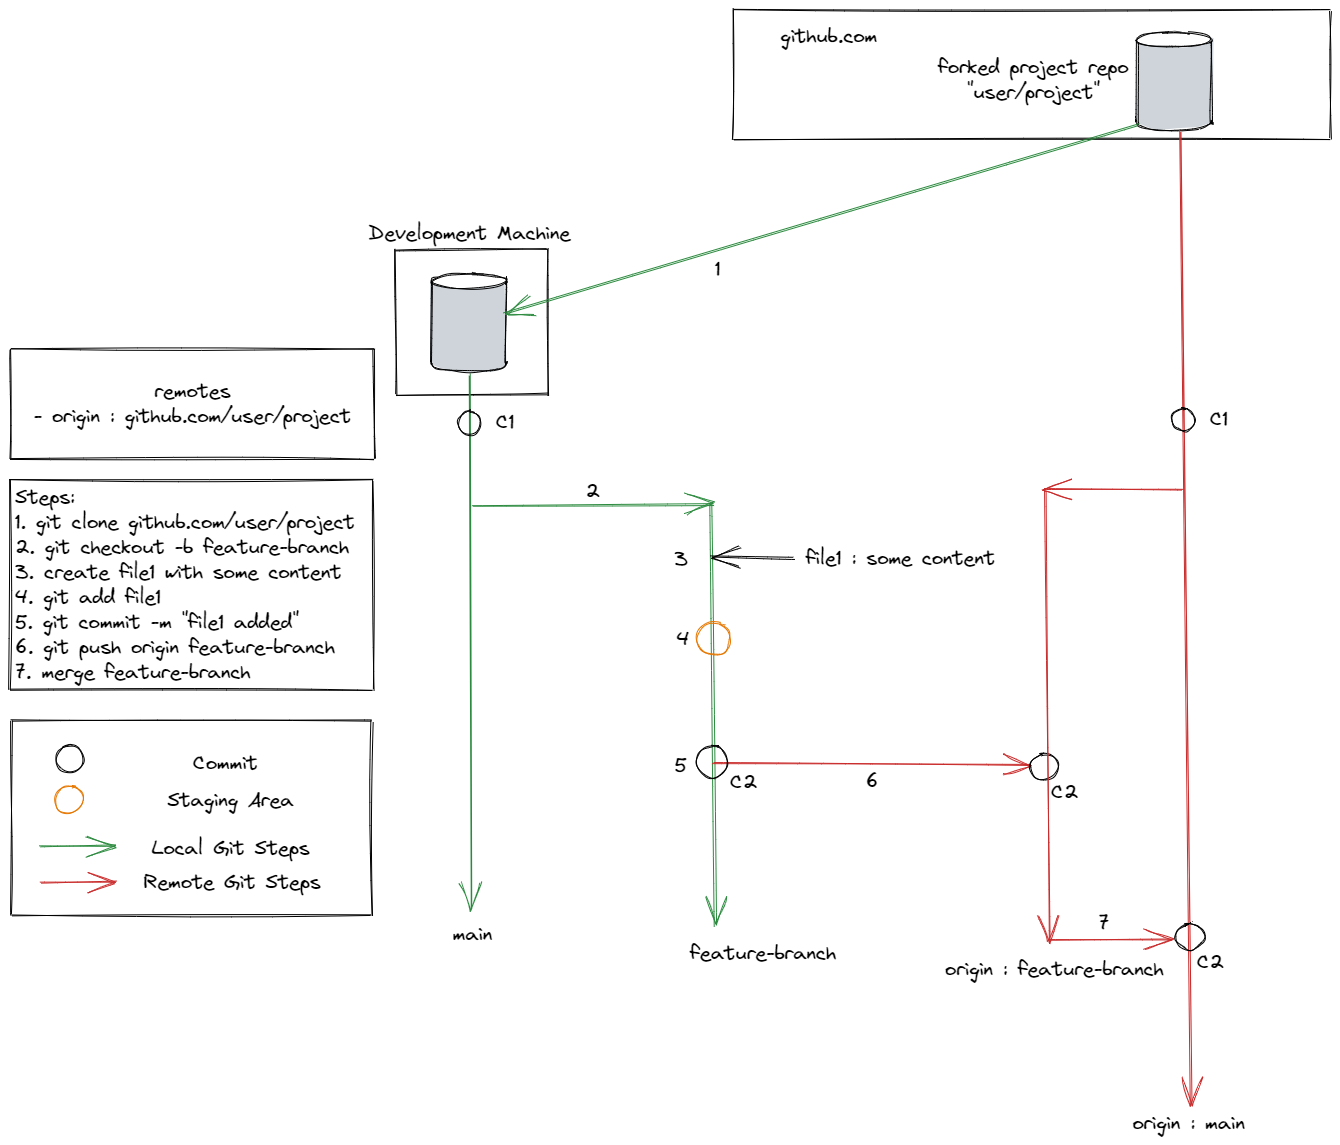 github.com
forked project repo
"user/project"
Development Machine
1
remotes
- origin : github.com/user/project
C1
C1
Steps:
1. git clone github.com/user/project
2. git checkout -b feature-branch
3. create file1 with some content
4. git add file1
5. git commit -m "file1 added"
6. git push origin feature-branch
7. merge feature-branch
2
3
file1 : some content
4
5
C2
6
C2
Commit
Staging Area
Local Git Steps
Remote Git Steps
7
C2
main
feature-branch
origin : feature-branch
origin : main